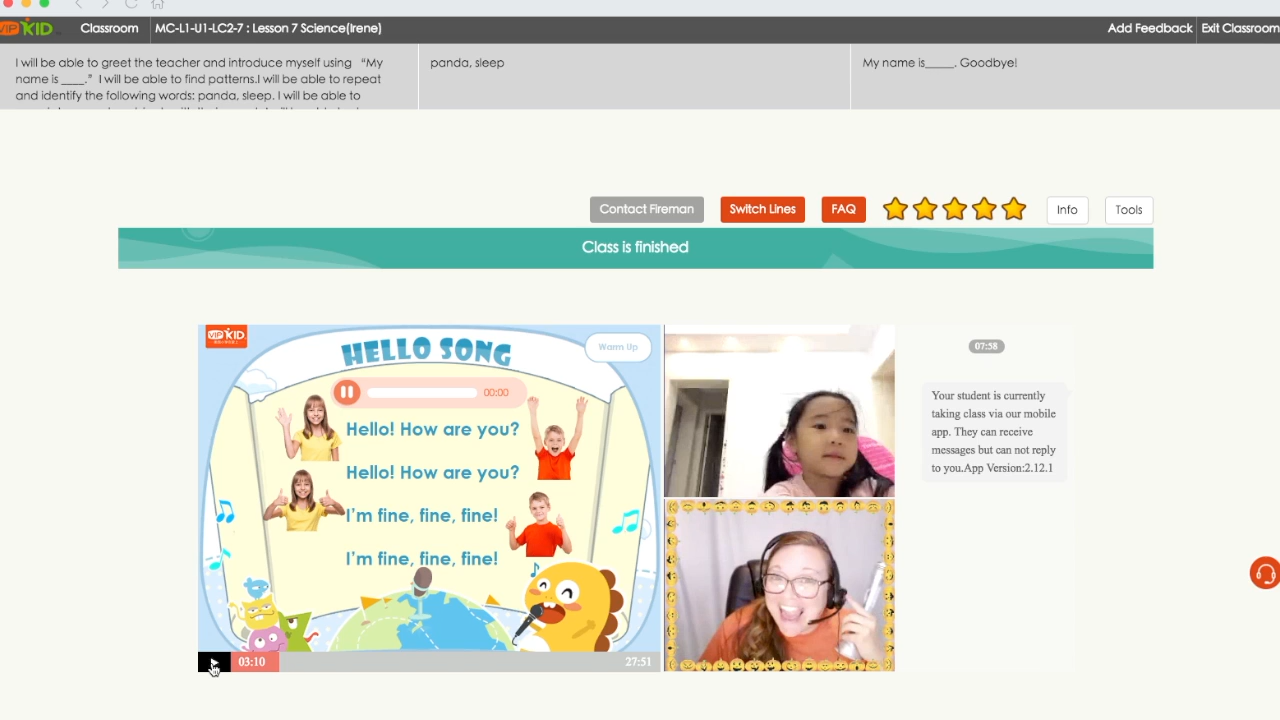 VIPKID
Classroom
MC-L1-U1-LC2-7 : Lesson 7 Science(Irene)
Add Feedback
Exit Classroom
I will be able to greet the teacher and introduce myself using “My
name is ____.” I will be able to find patterns.I will be able to repeat
and identify the following words: panda, sleep. I will be able to
panda, sleep
My name is_____. Goodbye!
Contact Fireman
Switch Lines
FAQ
Info
Tools
Class is finished
VIPKID
HELLO SONG
Warm Up
00:00
Hello! How are you?
Hello! How are you?
I'm fine, fine, fine!
I'm fine, fine, fine!
03:10
27:51
07:58
Your student is currently
taking class via our mobile
app. They can receive
messages but can not reply
to you.App Version:2.12.1